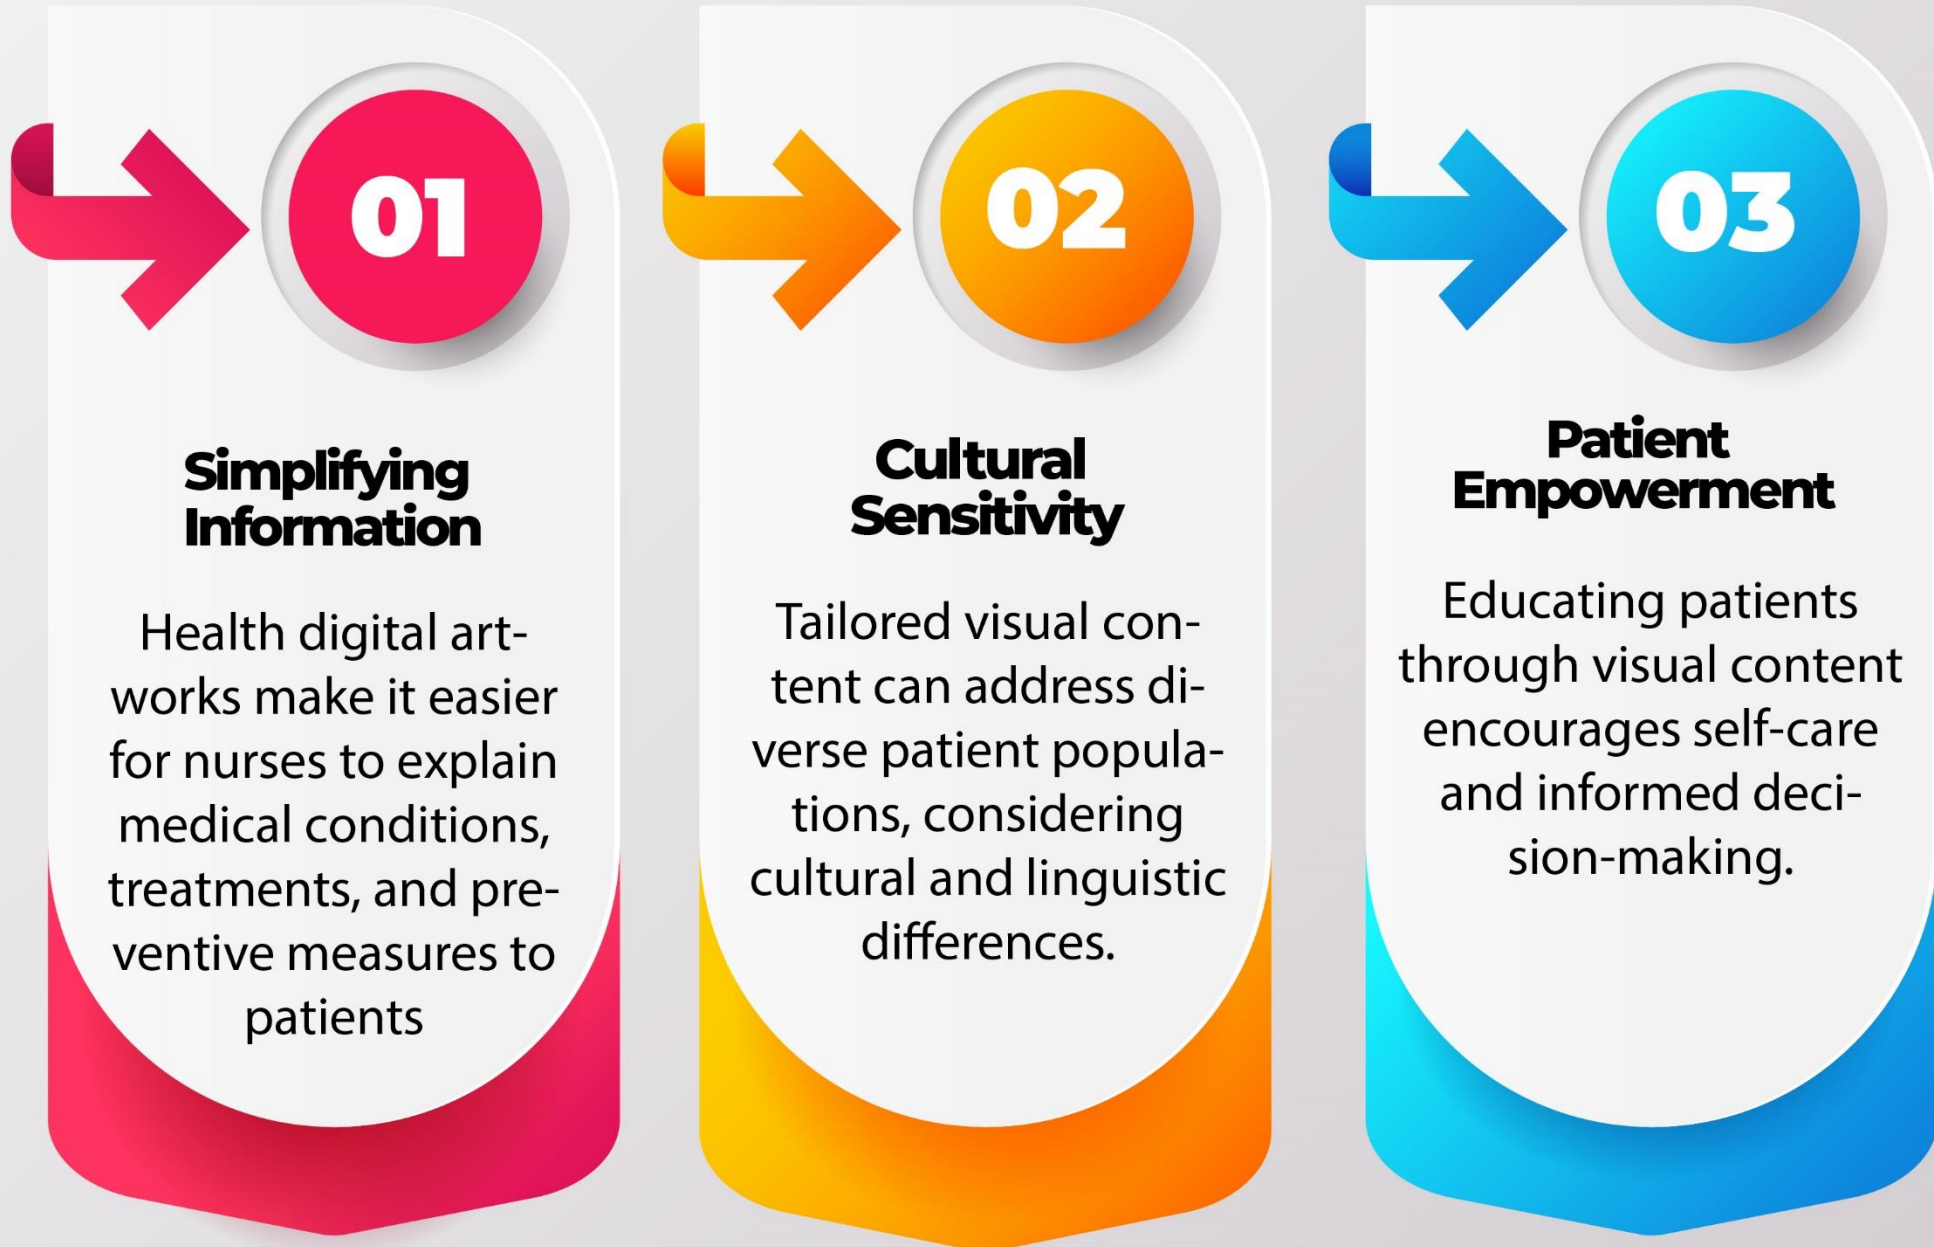 01
Simplifying
Information
Health digital art-
works make it easier
for nurses to explain
medical conditions,
treatments, and pre-
ventive measures to
patients
02
Cultural
Sensitivity
Tailored visual con-
tent can address di-
verse patient popula-
tions, considering
cultural and linguistic
differences.
03
Patient
Empowerment
Educating patients
through visual content
encourages self-care
and informed deci-
sion-making.